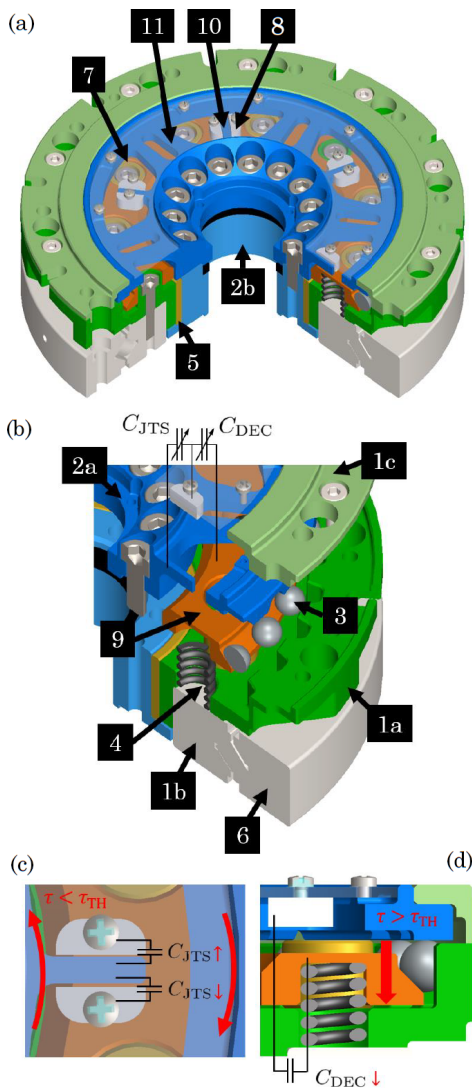 (a)
7
11
10
8
2b
5
(b)
C_JTS
C_DEC
2a
1c
9
3
4
1a
1b
6
(c)
(d)
τ < τ_TH
C_JTS ↑
C_JTS ↓
τ > τ_TH
C_DEC ↓